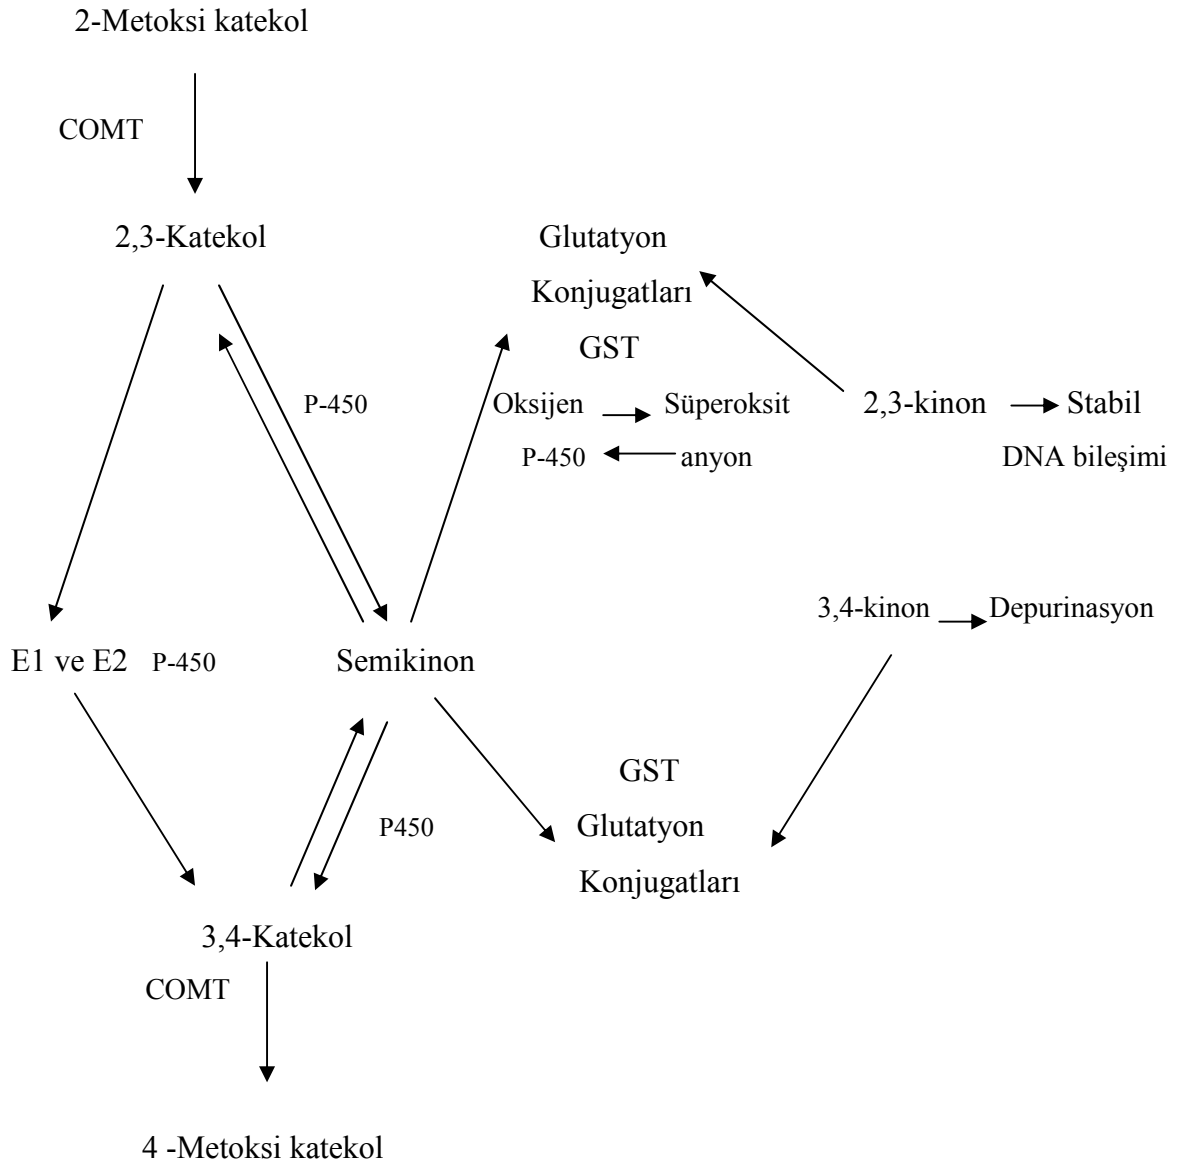 2-Metoksi katekol
COMT
2,3-Katekol
Glutatyon
Konjugatları
GST
P-450
Oksijen
Süperoksit
2,3-kinon
Stabil
P-450
anyon
DNA bileşimi
3,4-kinon
Depurinasyon
E1 ve E2
P-450
Semikinon
GST
P450
Glutatyon
Konjugatları
3,4-Katekol
COMT
4 -Metoksi katekol